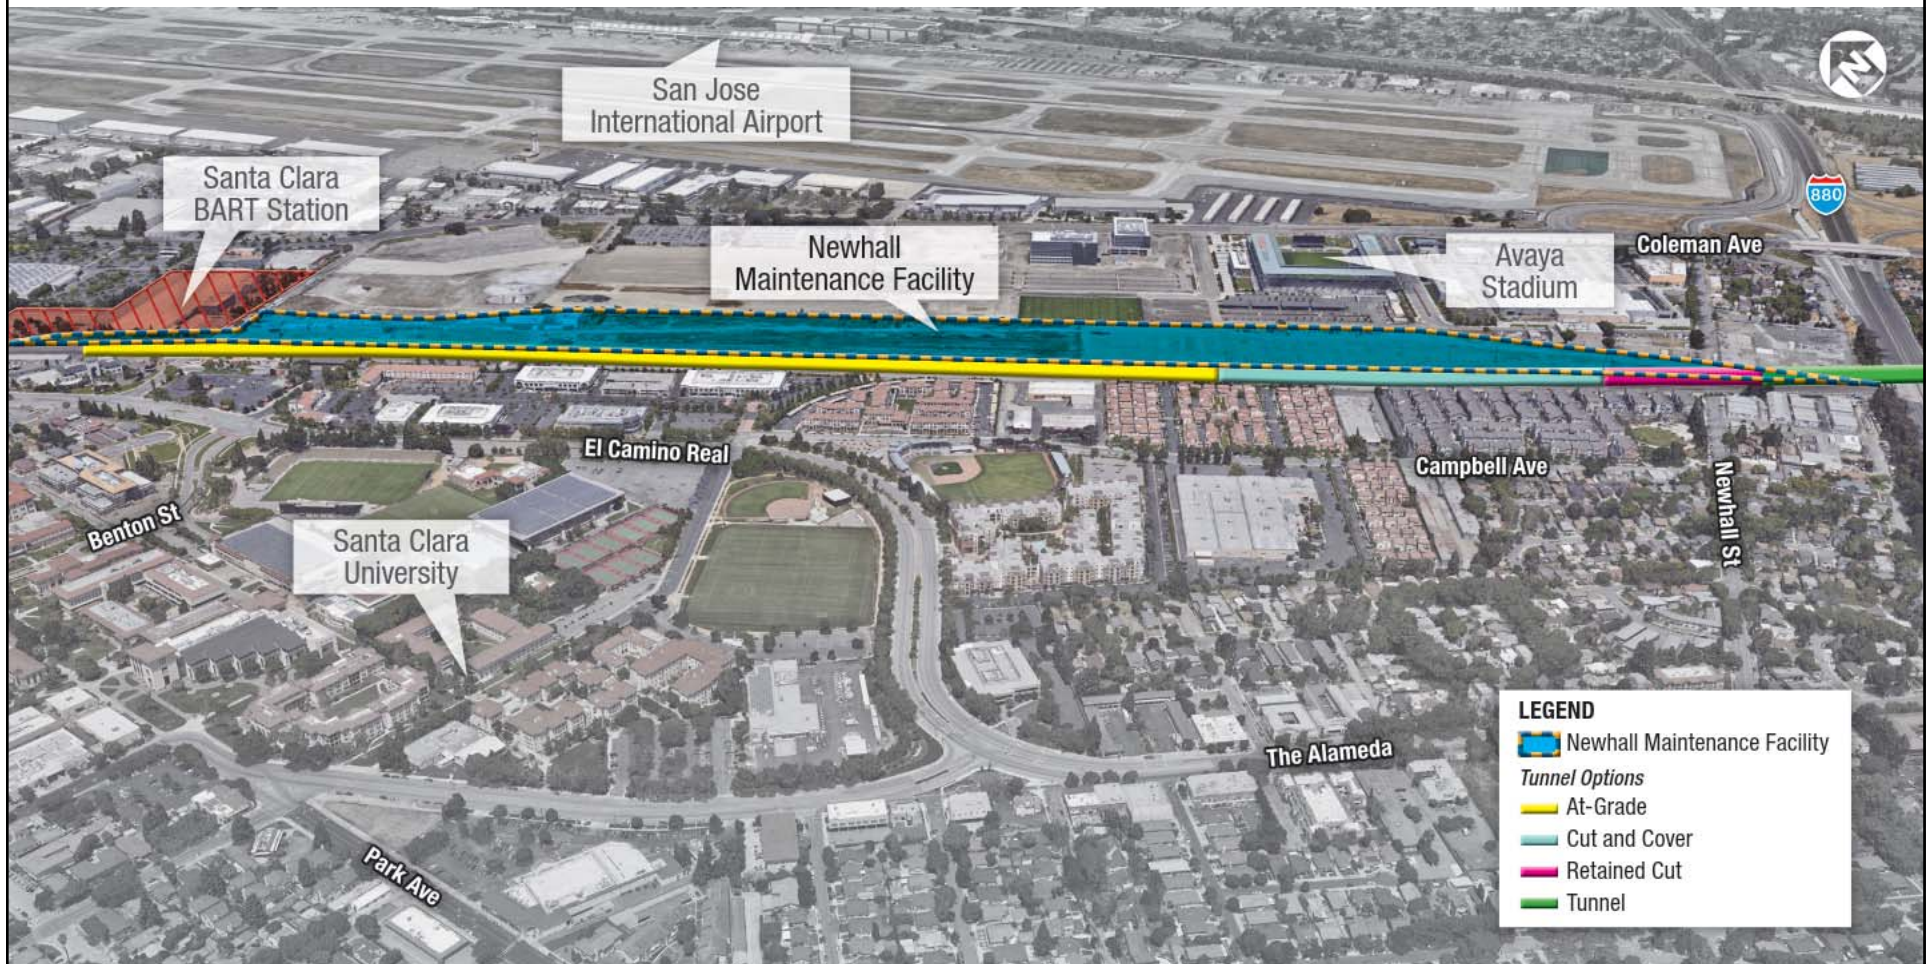 San Jose
International Airport
880
Santa Clara
BART Station
Newhall
Maintenance Facility
Avaya
Stadium
Coleman Ave
El Camino Real
Campbell Ave
Newhall St
Benton St
Santa Clara
University
The Alameda
Park Ave
N
LEGEND
Newhall Maintenance Facility
Tunnel Options
At-Grade
Cut and Cover
Retained Cut
Tunnel